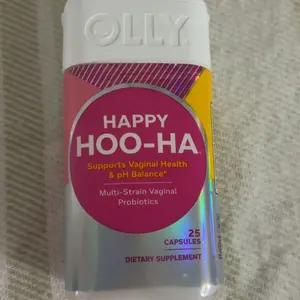 OLLY.
HAPPY
HOO-HA
Supports Vaginal Health
& pH Balance*
Multi-Strain Vaginal
Probiotics
25
CAPSULES
DIETARY SUPPLEMENT